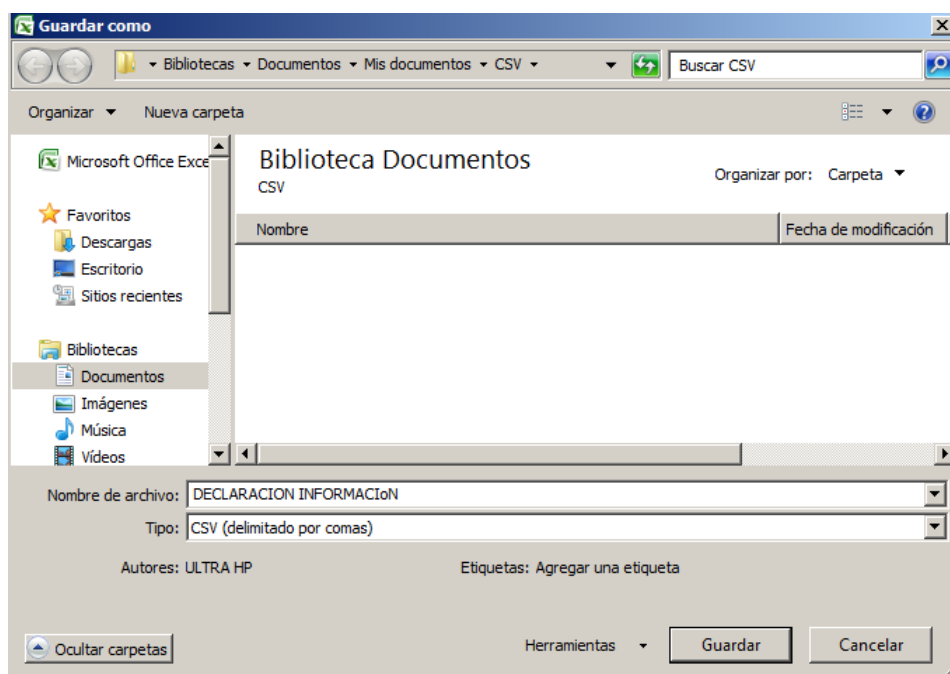 Guardar como
Bibliotecas Documentos Mis documentos CSV
Buscar CSV
Organizar Nueva carpeta
Microsoft Office Exce
Favoritos
Descargas
Escritorio
Sitios recientes
Bibliotecas
Documentos
Imágenes
Música
Vídeos
Biblioteca Documentos
CSV
Organizar por: Carpeta
Nombre Fecha de modificación
Nombre de archivo: DECLARACION INFORMACIoN
Tipo: CSV (delimitado por comas)
Autores: ULTRA HP Etiquetas: Agregar una etiqueta
Ocultar carpetas Herramientas Guardar Cancelar